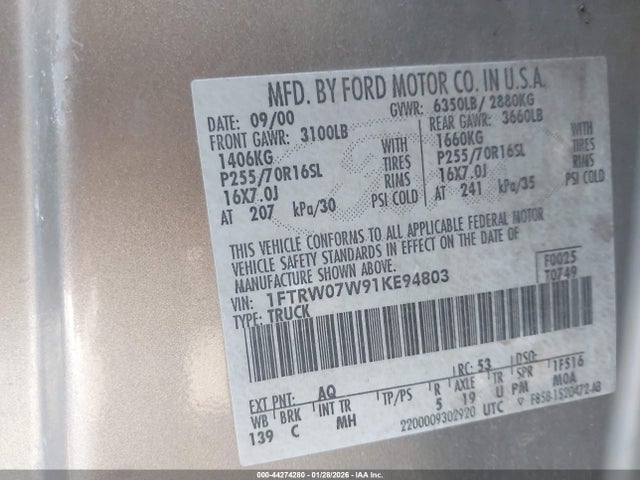 MFD. BY FORD MOTOR CO. IN U.S.A.
DATE: 09/00 GVWR: 6350LB/ 2880KG
FRONT GAWR: 3100LB REAR GAWR: 3660LB
1406KG WITH 1660KG WITH
P255/70R16SL TIRES P255/70R16SL TIRES
16X7.0J RIMS 16X7.0J RIMS
AT 207 kPa/30 PSI COLD AT 241 kPa/35 PSI COLD
THIS VEHICLE CONFORMS TO ALL APPLICABLE FEDERAL MOTOR
VEHICLE SAFETY STANDARDS IN EFFECT ON THE DATE OF
MANUFACTURE SHOWN ABOVE.
VIN: 1FTRW07W91KE94803 F0025
TYPE: TRUCK T0749
EXT PNT: AQ RC: 53 DSO:
WB BRK INT TR TP/PS R AXLE TR SPR 1F516
139 C MH 5 19 U PM M0A
2200009302920 UTC F85B-1520472-AB
000-44274280 | 01/28/2026 - IAA Inc.